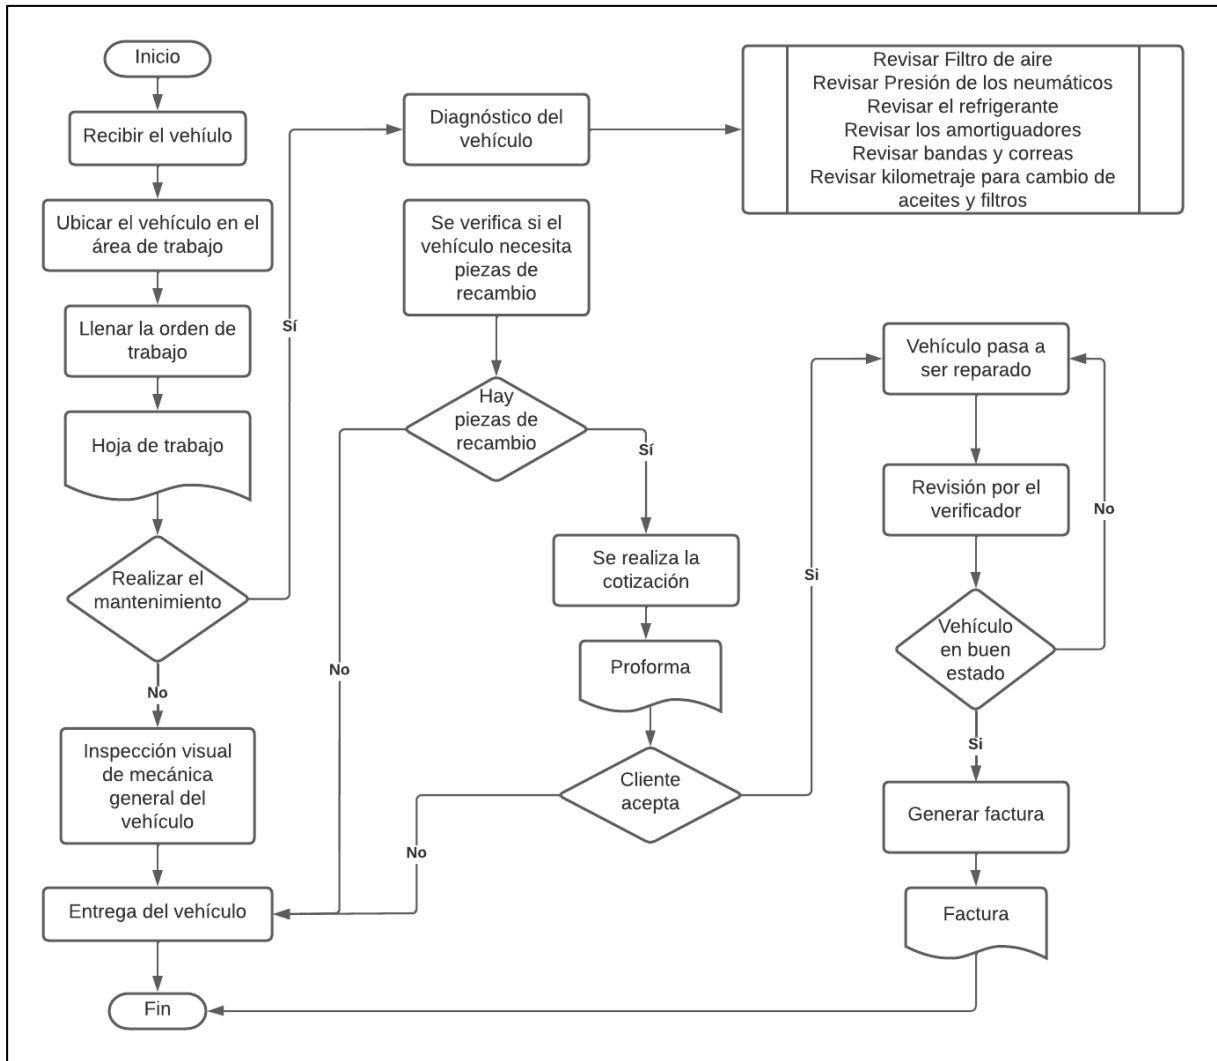 Inicio
Recibir el vehíulo
Ubicar el vehículo en el
área de trabajo
Llenar la orden de
trabajo
Hoja de trabajo
Realizar el
mantenimiento
Sí
No
Inspección visual
de mecánica
general del
vehículo
Entrega del vehículo
Fin
Diagnóstico del
vehículo
Revisar Filtro de aire
Revisar Presión de los neumáticos
Revisar el refrigerante
Revisar los amortiguadores
Revisar bandas y correas
Revisar kilometraje para cambio de
aceites y filtros
Se verifica si el
vehículo necesita
piezas de
recambio
Hay
piezas de
recambio
No
Sí
Se realiza la
cotización
Proforma
Cliente
acepta
No
Si
Vehículo pasa a
ser reparado
Revisión por el
verificador
Vehículo
en buen
estado
No
Si
Generar factura
Factura